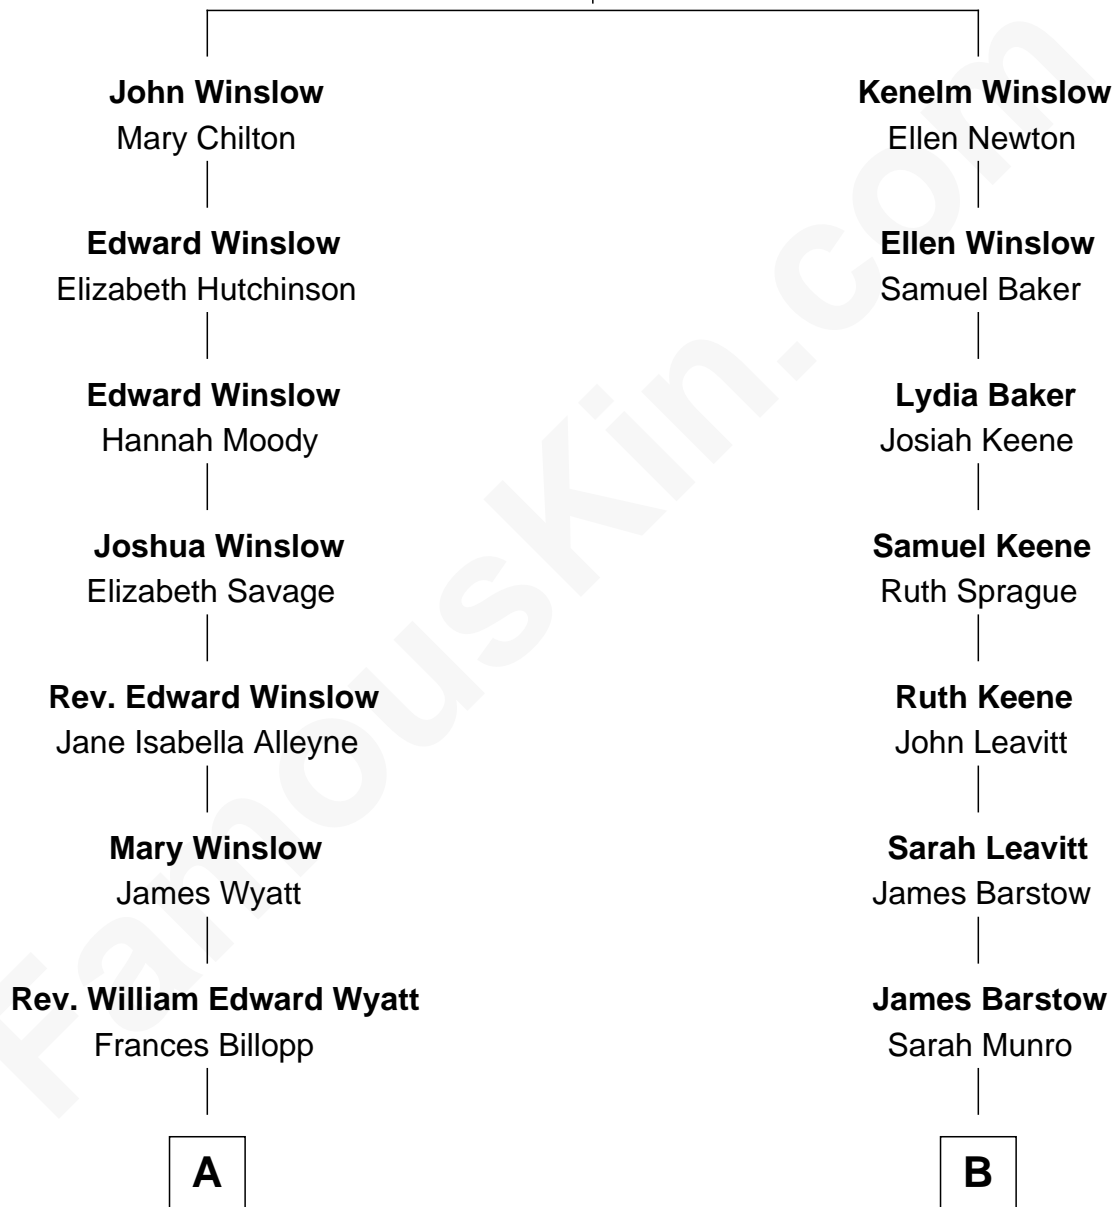 John Winslow
Mary Chilton
Edward Winslow
Elizabeth Hutchinson
Edward Winslow
Hannah Moody
Joshua Winslow
Elizabeth Savage
Rev. Edward Winslow
Jane Isabella Alleyne
Mary Winslow
James Wyatt
Rev. William Edward Wyatt
Frances Billopp
A
Kenelm Winslow
Ellen Newton
Ellen Winslow
Samuel Baker
Lydia Baker
Josiah Keene
Samuel Keene
Ruth Sprague
Ruth Keene
John Leavitt
Sarah Leavitt
James Barstow
James Barstow
Sarah Munro
B
FamousKin.com